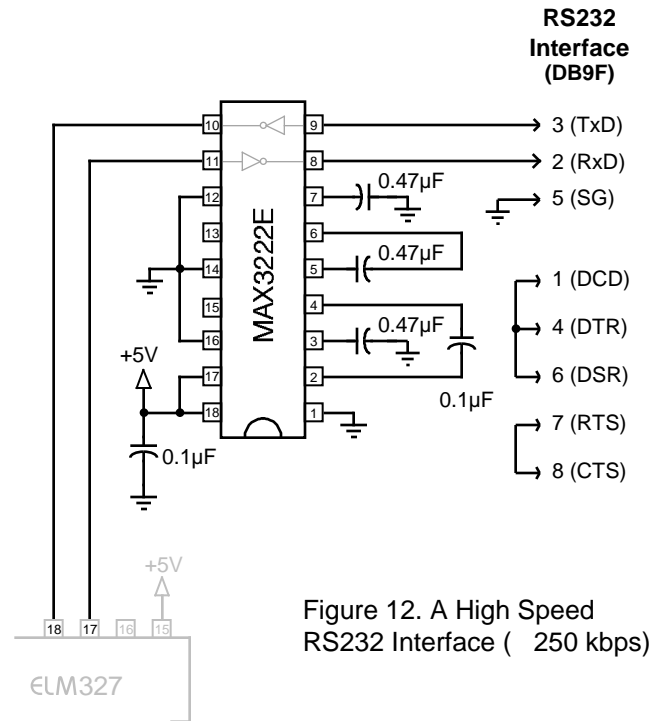 RS232
Interface
(DB9F)
10 9 3 (TxD)
11 8 2 (RxD)
12 7 0.47µF 5 (SG)
13 6
14 5 0.47µF
15 4 1 (DCD)
16 3 0.47µF 4 (DTR)
+5V
17 2 6 (DSR)
0.1µF
18 1 7 (RTS)
0.1µF
8 (CTS)
MAX3222E
+5V
18 17 16 15
ELM327
Figure 12. A High Speed
RS232 Interface ( 250 kbps)